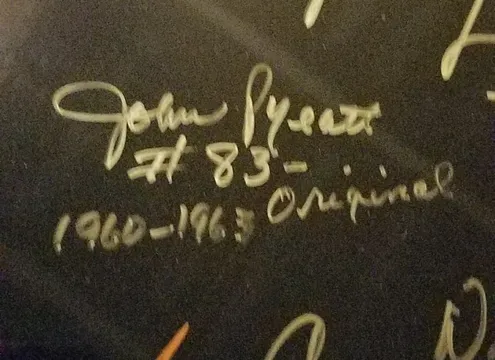 John Pyeatt
# 83-
1960-1963 Original